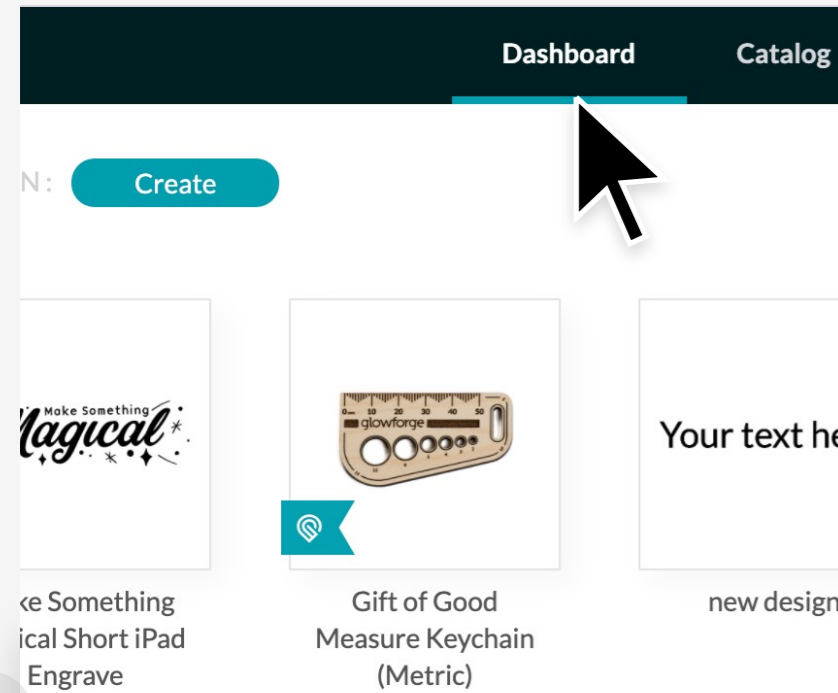 Dashboard Catalog
N: Create
Make Something
Magical
0 10 20 30 40 50
glowforge
Your text he
ke Something
ical Short iPad
Engrave
Gift of Good
Measure Keychain
(Metric)
new design